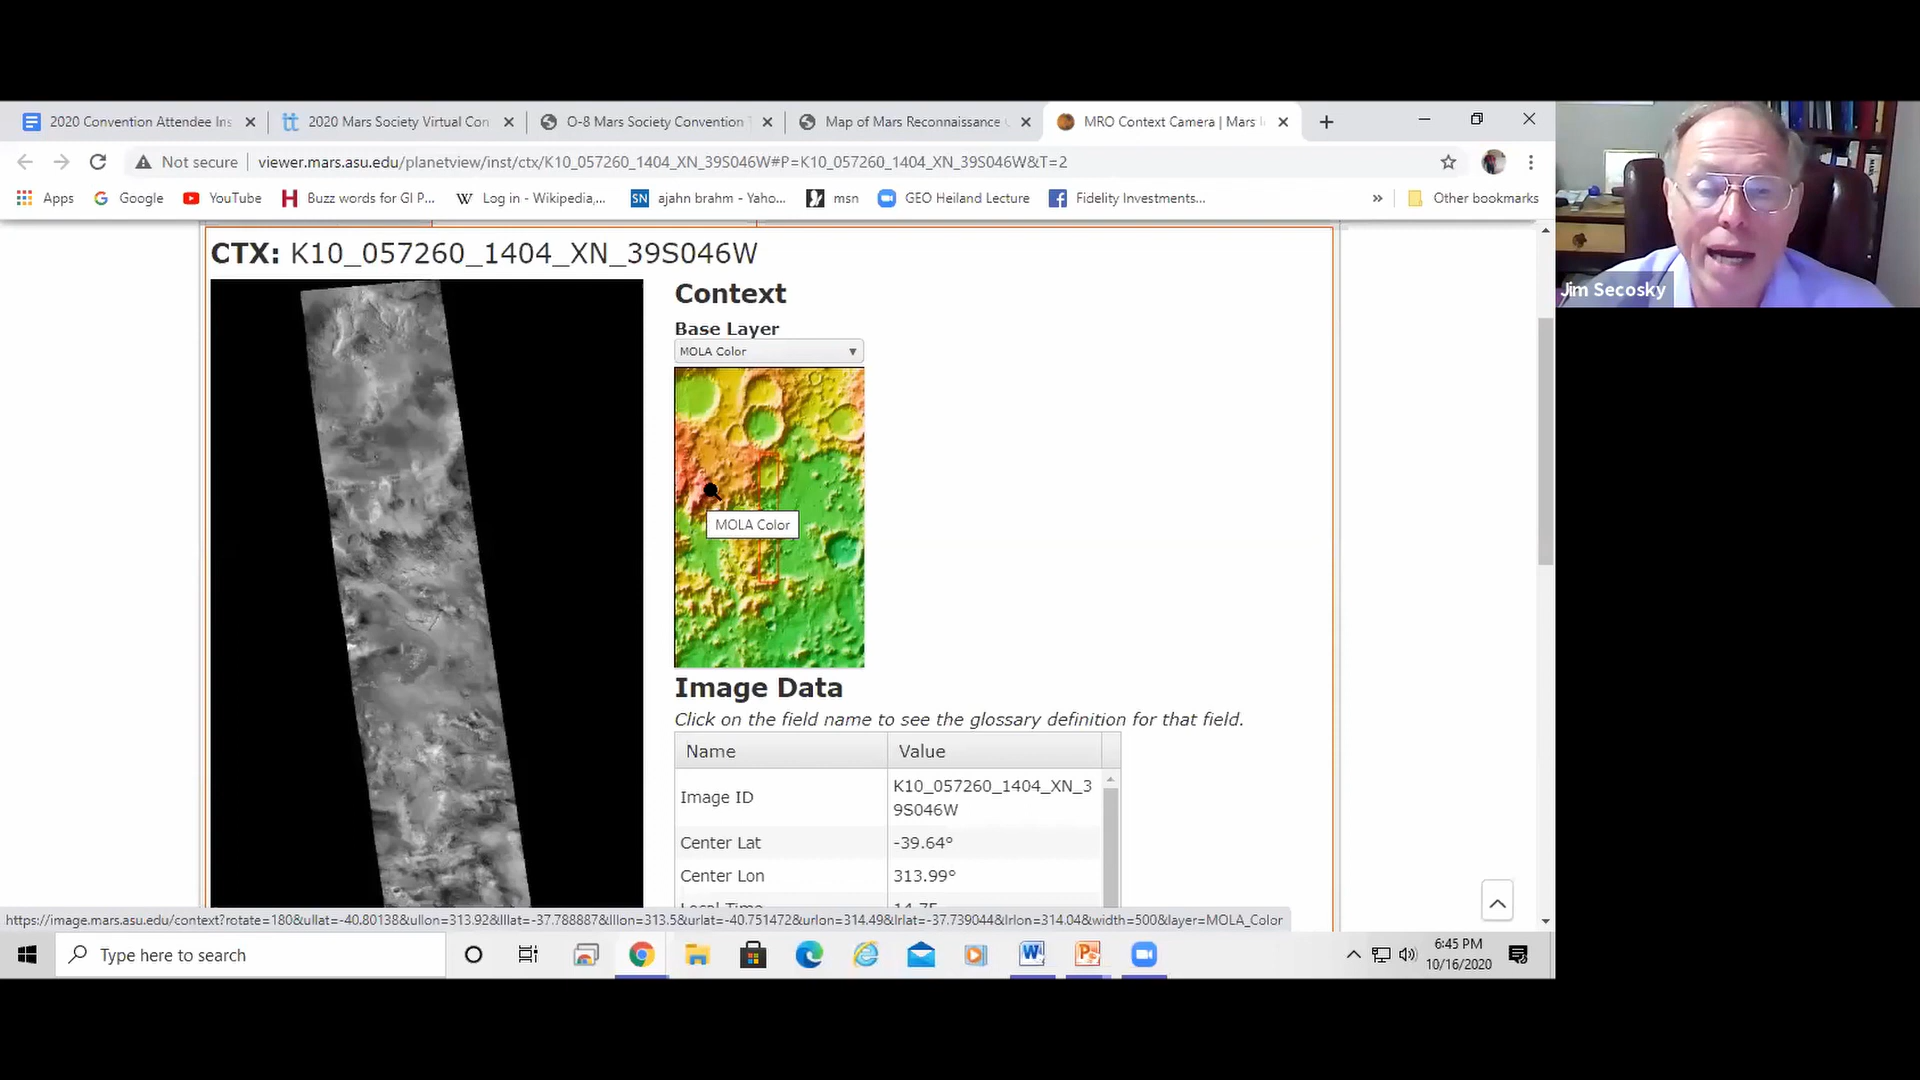 2020 Convention Attendee Ins
2020 Mars Society Virtual Con
O-8 Mars Society Convention
Map of Mars Reconnaissance
MRO Context Camera | Mars
Not secure
viewer.mars.asu.edu/planetview/inst/ctx/K10_057260_1404_XN_39S046W#P=K10_057260_1404_XN_39S046W&T=2
Apps
Google
YouTube
Buzz words for GI P...
Log in - Wikipedia,...
SN
ajahn brahm - Yaho...
msn
GEO Heiland Lecture
Fidelity Investments...
»
Other bookmarks
CTX: K10_057260_1404_XN_39S046W
Context
Base Layer
MOLA Color
MOLA Color
Image Data
Click on the field name to see the glossary definition for that field.
Name Value
Image ID K10_057260_1404_XN_3
9S046W
Center Lat -39.64°
Center Lon 313.99°
Local Time 14.75
https://image.mars.asu.edu/context?rotate=180&ullat=-40.80138&ullon=313.92&lllat=-37.788887&lllon=313.5&urlat=-40.751472&urlon=314.49&lrlat=-37.739044&lrlon=314.04&width=500&layer=MOLA_Color
Type here to search
6:45 PM
10/16/2020
Jim Secosky